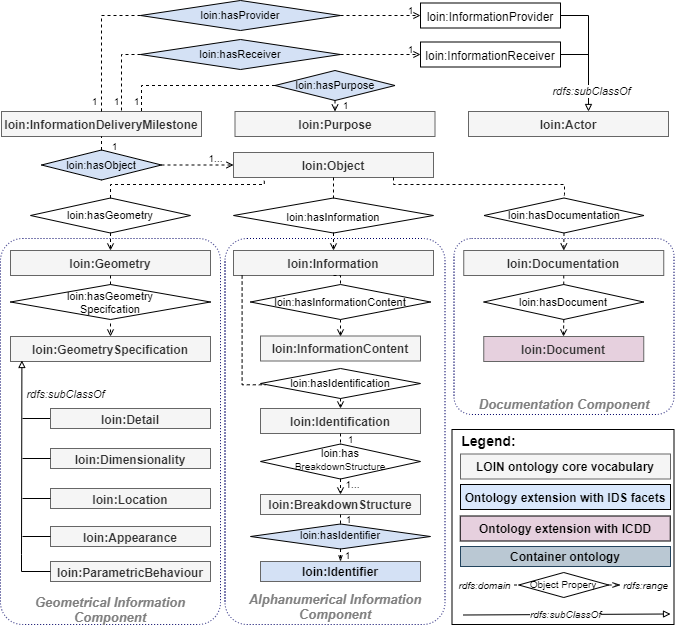 loin:hasProvider
1
loin:InformationProvider
loin:hasReceiver
1
loin:InformationReceiver
loin:hasPurpose
rdfs:subClassOf
1
1
1
1
loin:InformationDeliveryMilestone
loin:Purpose
loin:Actor
1
loin:hasObject
1...
loin:Object
loin:hasGeometry
loin:hasInformation
loin:hasDocumentation
loin:Geometry
loin:Information
loin:Documentation
loin:hasGeometry
Specifcation
loin:hasInformationContent
loin:hasDocument
loin:GeometrySpecification
loin:InformationContent
loin:Document
rdfs:subClassOf
loin:hasIdentification
Documentation Component
loin:Detail
loin:Identification
1
loin:has
BreakdownStructure
loin:Dimensionality
1...
loin:Location
loin:BreakdownStructure
1
loin:Appearance
loin:hasIdentifier
1
loin:ParametricBehaviour
loin:Identifier
Geometrical Information
Component
Alphanumerical Information
Component
Legend:
LOIN ontology core vocabulary
Ontology extension with IDS facets
Ontology extension with ICDD
Container ontology
rdfs:domain
Object Propery
rdfs:range
rdfs:subClassOf